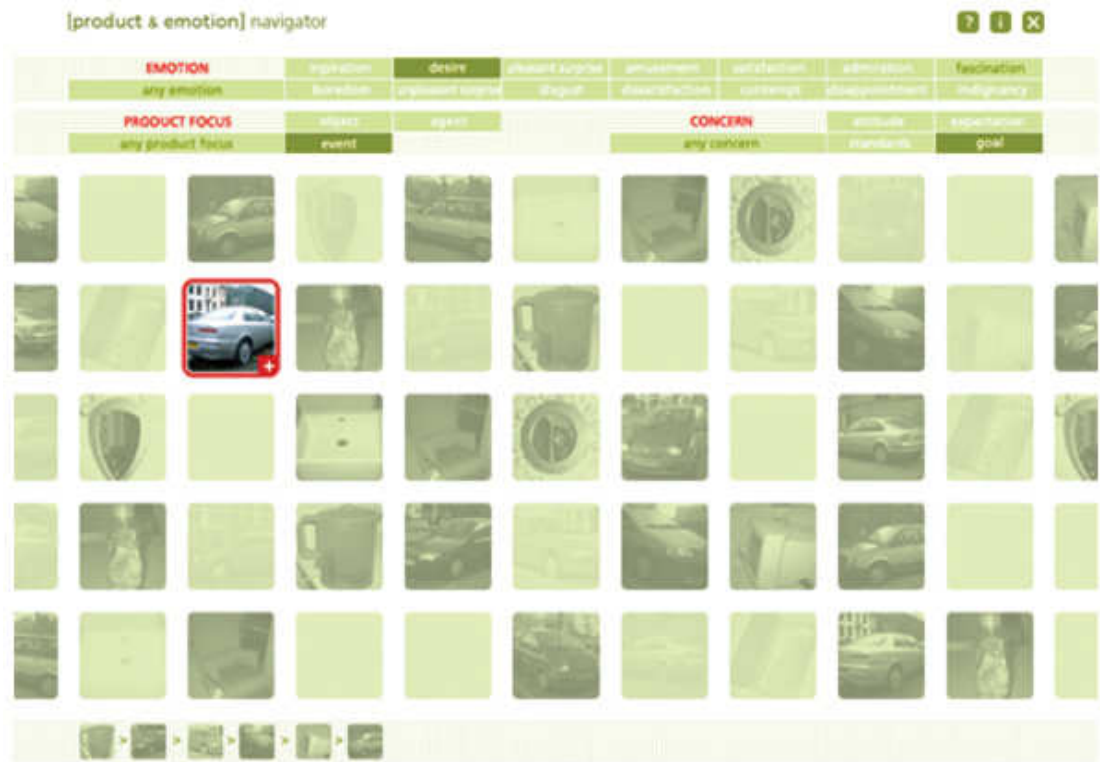 [product & emotion] navigator ? i X
EMOTION inspiration desire pleasant surprise amusement satisfaction admiration fascination
any emotion boredom unpleasant surprise disgust dissatisfaction contempt disappointment indignancy
PRODUCT FOCUS object agent CONCERN attitude expectation
any product focus event any concern standards goal